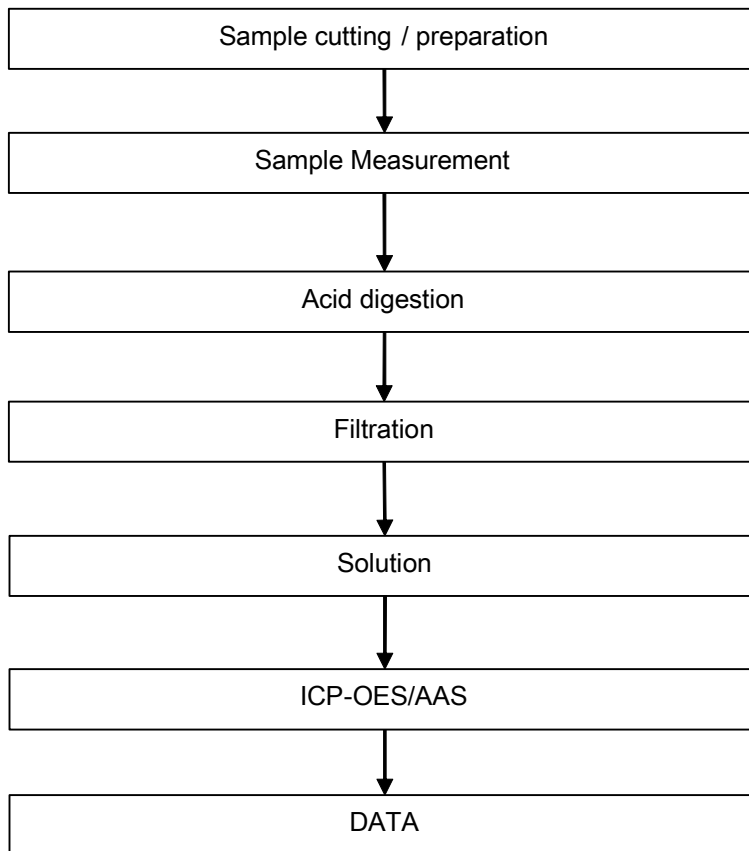 Sample cutting / preparation
Sample Measurement
Acid digestion
Filtration
Solution
ICP-OES/AAS
DATA